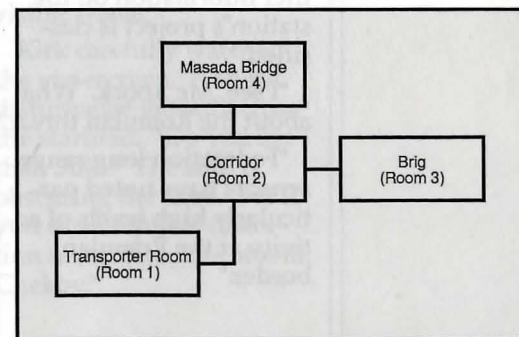 Masada Bridge
(Room 4)
Corridor
(Room 2)
Brig
(Room 3)
Transporter Room
(Room 1)